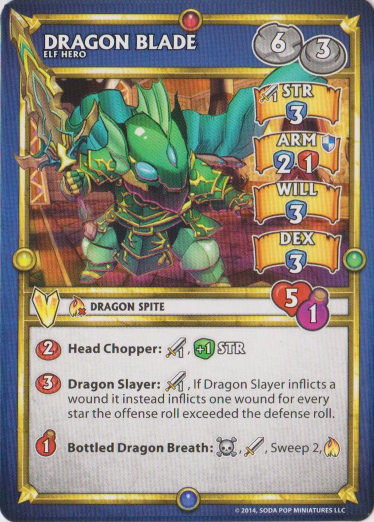 DRAGON BLADE
ELF HERO
6 3
STR
3
ARM
2 1
WILL
3
DEX
3
5
1
DRAGON SPITE
2 Head Chopper: 1, +1 STR
3 Dragon Slayer: 1, If Dragon Slayer inflicts a
wound it instead inflicts one wound for every
star the offense roll exceeded the defense roll.
1 Bottled Dragon Breath: , , Sweep 2,
© 2014, SODA POP MINIATURES LLC